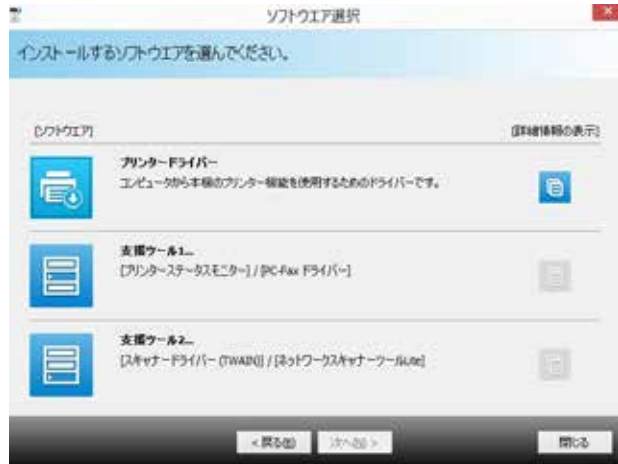 ソフトウエア選択
インストールするソフトウエアを選んでください。
[ソフトウエア] [詳細情報の表示]
プリンタードライバー
コンピュータから本機のプリンター機能を使用するためのドライバーです。
支援ツール1...
[プリンターステータスモニター] / [PC-Fax ドライバー]
支援ツール2...
[スキャナードライバー (TWAIN)] / [ネットワークスキャナーツールLite]
< 戻る(B) 次へ(N) > 閉じる